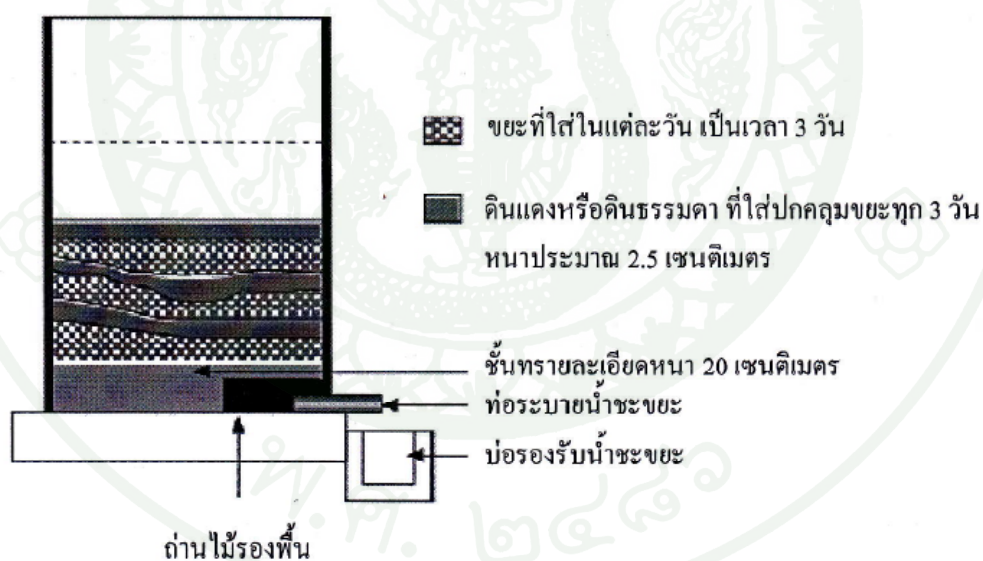 ขยะที่ใส่ในแต่ละวัน เป็นเวลา 3 วัน
ดินแดงหรือดินธรรมดา ที่ใส่ปกคลุมขยะทุก 3 วัน
หนาประมาณ 2.5 เซนติเมตร
ชั้นทรายละเอียดหนา 20 เซนติเมตร
ท่อระบายน้ำชะขยะ
บ่อรองรับน้ำชะขยะ
ถ่านไม้รองพื้น
พ.ศ. ๒๔๘๖